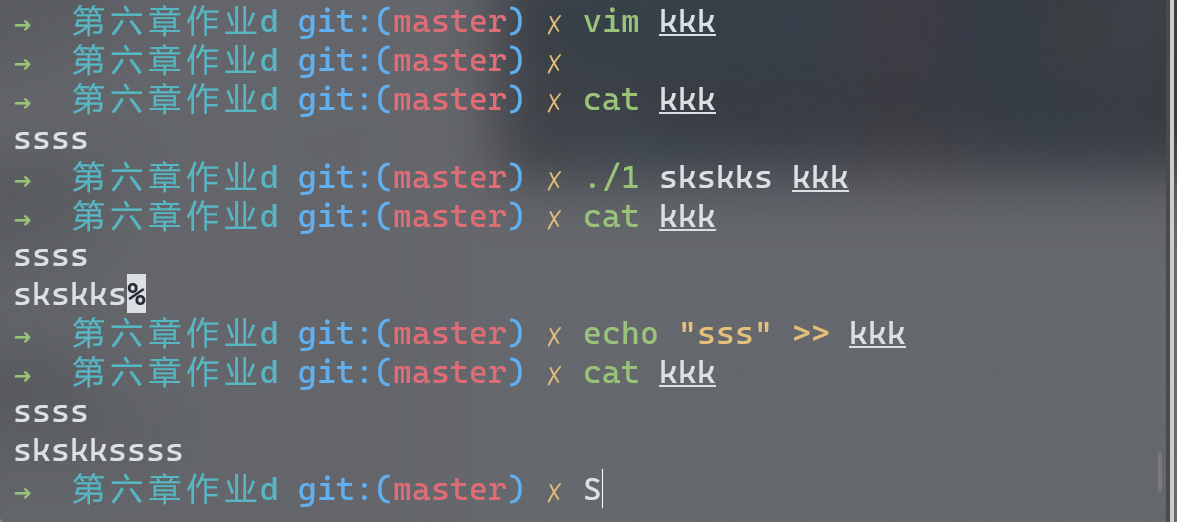 → 第六章作业d git:(master) ✗ vim kkk
→ 第六章作业d git:(master) ✗
→ 第六章作业d git:(master) ✗ cat kkk
ssss
→ 第六章作业d git:(master) ✗ ./1 skskks kkk
→ 第六章作业d git:(master) ✗ cat kkk
ssss
skskks%
→ 第六章作业d git:(master) ✗ echo "sss" >> kkk
→ 第六章作业d git:(master) ✗ cat kkk
ssss
skskkssss
→ 第六章作业d git:(master) ✗ S